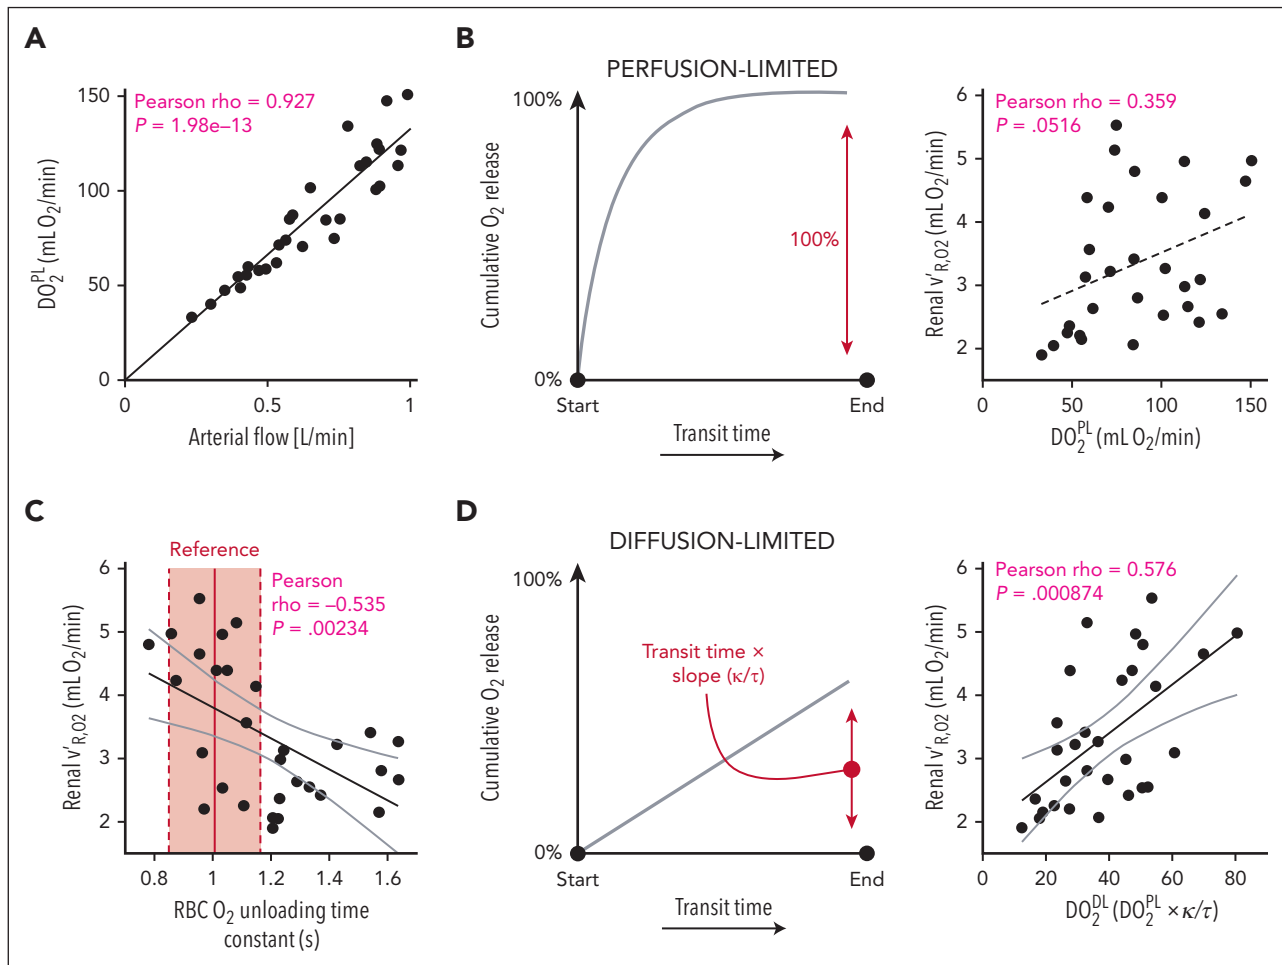 A
Pearson rho = 0.927
P = 1.98e–13
150
100
50
0
DO₂ᴾᴸ (mL O₂/min)
0
0.5
1
Arterial flow [L/min]
B
PERFUSION-LIMITED
100%
0%
Cumulative O₂ release
100%
Start
End
Transit time
Pearson rho = 0.359
P = .0516
6
5
4
3
2
Renal v′R,O2 (mL O₂/min)
0
50
100
150
DO₂ᴾᴸ (mL O₂/min)
C
Reference
Pearson
rho = –0.535
P = .00234
6
5
4
3
2
Renal v′R,O2 (mL O₂/min)
0.8
1
1.2
1.4
1.6
RBC O₂ unloading time
constant (s)
D
DIFFUSION-LIMITED
100%
0%
Cumulative O₂ release
Transit time ×
slope (κ/τ)
Start
End
Transit time
Pearson rho = 0.576
P = .000874
6
5
4
3
2
Renal v′R,O2 (mL O₂/min)
0
20
40
60
80
DO₂ᴰᴸ (DO₂ᴾᴸ × κ/τ)